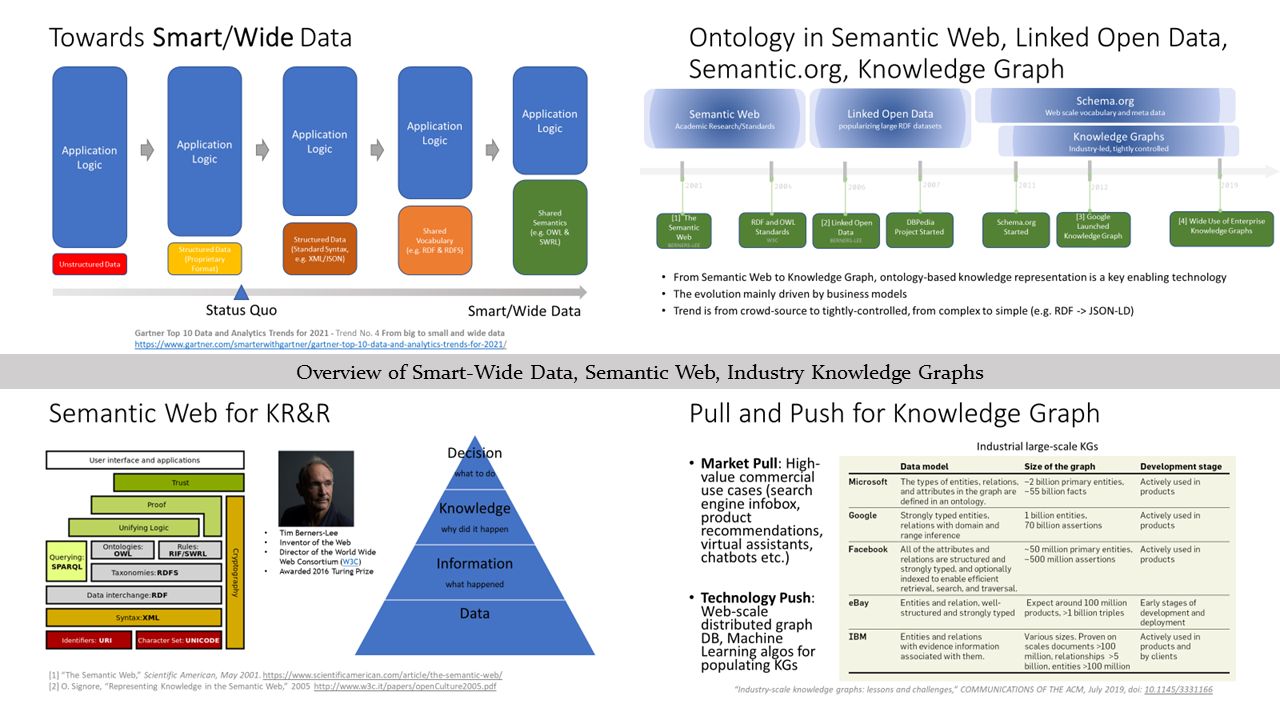 Towards Smart/Wide Data
Application
Logic
Unstructured Data
Application
Logic
Structured Data
(Proprietary
Format)
Application
Logic
Structured Data
(Standard Syntax,
e.g. XML/JSON)
Application
Logic
Shared
Vocabulary
(e.g. RDF & RDFS)
Application
Logic
Shared
Semantics
(e.g. OWL &
SWRL)
Status Quo
Smart/Wide Data
Gartner Top 10 Data and Analytics Trends for 2021 - Trend No. 4 From big to small and wide data
https://www.gartner.com/smarterwithgartner/gartner-top-10-data-and-analytics-trends-for-2021/
Ontology in Semantic Web, Linked Open Data,
Semantic.org, Knowledge Graph
Semantic Web
Academic Research/Standards
Linked Open Data
popularizing large RDF datasets
Schema.org
Web scale vocabulary and meta data
Knowledge Graphs
Industry-led, tightly controlled
2001
2004
2006
2007
2011
2012
2019
[1] The
Semantic
Web
BERNERS-LEE
RDF and OWL
Standards
W3C
[2] Linked Open
Data
BERNERS-LEE
DBPedia
Project Started
Schema.org
Started
[3] Google
Launched
Knowledge Graph
[4] Wide Use of Enterprise
Knowledge Graphs
• From Semantic Web to Knowledge Graph, ontology-based knowledge representation is a key enabling technology
• The evolution mainly driven by business models
• Trend is from crowd-source to tightly-controlled, from complex to simple (e.g. RDF -> JSON-LD)
Overview of Smart-Wide Data, Semantic Web, Industry Knowledge Graphs
Semantic Web for KR&R
User interface and applications
Trust
Proof
Unifying Logic
Querying:
SPARQL
Ontologies:
OWL
Rules:
RIF/SWRL
Taxonomies:RDFS
Data interchange:RDF
Syntax:XML
Identifiers: URI
Character Set: UNICODE
Cryptography
• Tim Berners-Lee
• Inventor of the Web
• Director of the World Wide
Web Consortium (W3C)
• Awarded 2016 Turing Prize
Decision
what to do
Knowledge
why did it happen
Information
what happened
Data
[1] "The Semantic Web," Scientific American, May 2001. https://www.scientificamerican.com/article/the-semantic-web/
[2] O. Signore, "Representing Knowledge in the Semantic Web," 2005 http://www.w3c.it/papers/openCulture2005.pdf
Pull and Push for Knowledge Graph
• Market Pull: High-
value commercial
use cases (search
engine infobox,
product
recommendations,
virtual assistants,
chatbots etc.)
• Technology Push:
Web-scale
distributed graph
DB, Machine
Learning algos for
populating KGs
Industrial large-scale KGs
Data model Size of the graph Development stage
Microsoft The types of entities, relations, ~2 billion primary entities, Actively used in
and attributes in the graph are ~55 billion facts products
defined in an ontology.
Google Strongly typed entities, 1 billion entities, Actively used in
relations with domain and 70 billion assertions products
range inference
Facebook All of the attributes and ~50 million primary entities, Actively used in
relations are structured and ~500 million assertions products
strongly typed, and optionally
indexed to enable efficient
retrieval, search, and traversal.
eBay Entities and relation, well- Expect around 100 million Early stages of
structured and strongly typed products, >1 billion triples development and
deployment
IBM Entities and relations Various sizes. Proven on Actively used in
with evidence information scales documents >100 products and
associated with them. million, relationships >5 by clients
billion, entities >100 million
"Industry-scale knowledge graphs: lessons and challenges," COMMUNICATIONS OF THE ACM, July 2019, doi: 10.1145/3331166